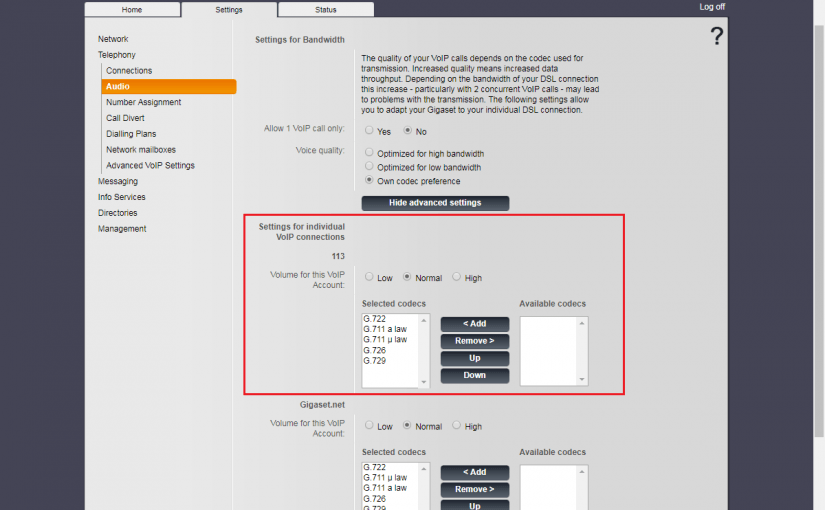 Home Settings Status Log off
?
Network
Telephony
Connections
Audio
Number Assignment
Call Divert
Dialling Plans
Network mailboxes
Advanced VoIP Settings
Messaging
Info Services
Directories
Management
Settings for Bandwidth
The quality of your VoIP calls depends on the codec used for
transmission. Increased quality means increased data
throughput. Depending on the bandwidth of your DSL connection
this increase - particularly with 2 concurrent VoIP calls - may lead
to problems with the transmission. The following settings allow
you to adapt your Gigaset to your individual DSL connection.
Allow 1 VoIP call only: Yes No
Voice quality: Optimized for high bandwidth
Optimized for low bandwidth
Own codec preference
Hide advanced settings
Settings for individual
VoIP connections
113
Volume for this VoIP
Account:
Low Normal High
Selected codecs Available codecs
G.722
G.711 a law
G.711 µ law
G.726
G.729
< Add
Remove >
Up
Down
Gigaset.net
Volume for this VoIP
Account:
Low Normal High
Selected codecs Available codecs
G.722
G.711 µ law
G.711 a law
G.726
G.729
< Add
Remove >
Up